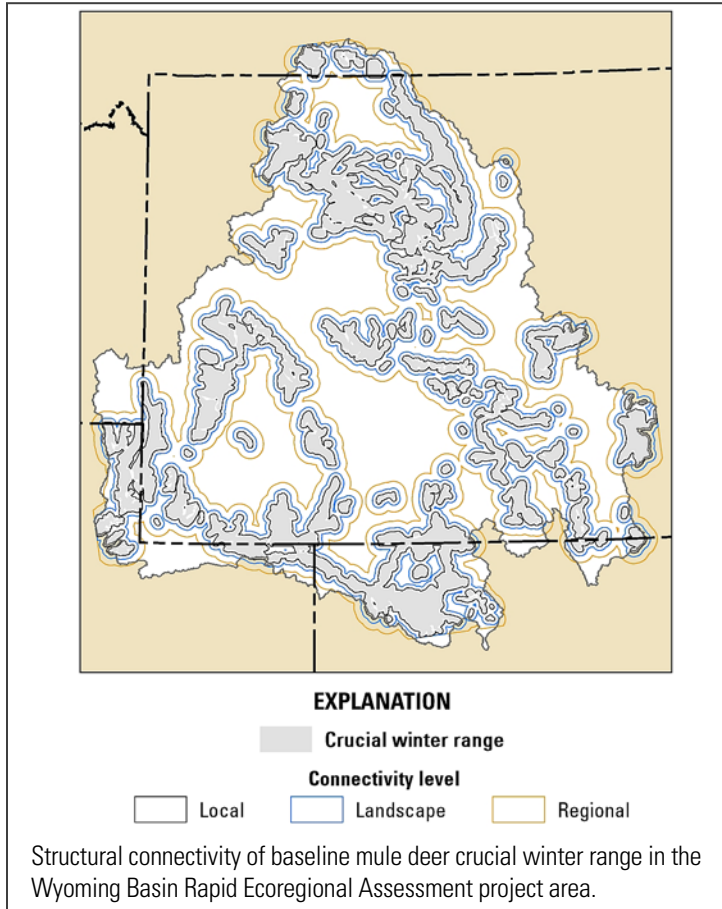 EXPLANATION
Crucial winter range
Connectivity level
Local Landscape Regional
Structural connectivity of baseline mule deer crucial winter range in the
Wyoming Basin Rapid Ecoregional Assessment project area.